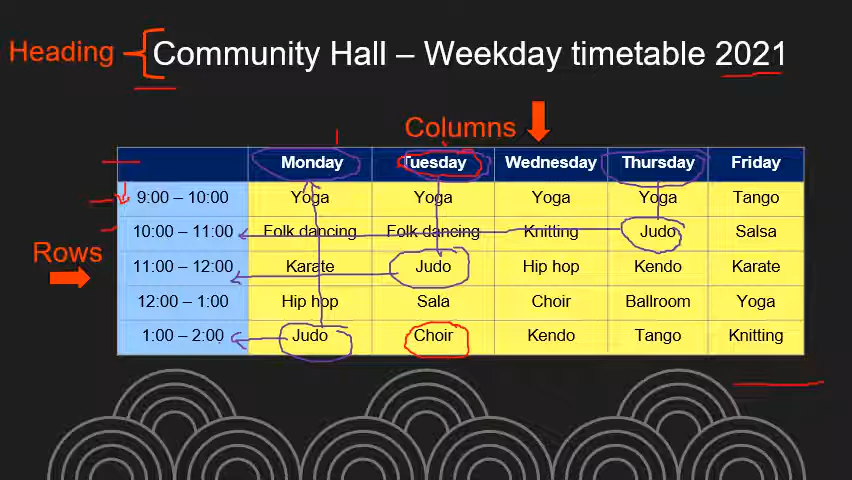 Heading
Community Hall – Weekday timetable 2021
Columns
Monday Tuesday Wednesday Thursday Friday
9:00 – 10:00 Yoga Yoga Yoga Yoga Tango
10:00 – 11:00 Folk dancing Folk dancing Knitting Judo Salsa
Rows
11:00 – 12:00 Karate Judo Hip hop Kendo Karate
12:00 – 1:00 Hip hop Sala Choir Ballroom Yoga
1:00 – 2:00 Judo Choir Kendo Tango Knitting